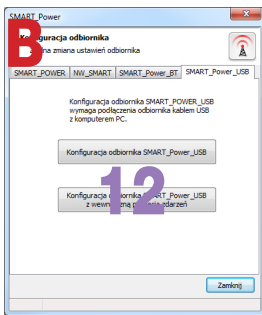 SMART_Power
B
Konfiguracja odbiornika
zmiana ustawień odbiornika
SMART_POWER NW_SMART SMART_Power_BT SMART_Power_USB
Konfiguracja odbiornika SMART_POWER_USB
wymaga podłączenia odbiornika kablem USB
z komputerem PC.
Konfiguracja odbiornika SMART_Power_USB
12
Konfiguracja odbiornika SMART_Power_USB
z wewnętrzną pamięcią zdarzeń
Zamknij